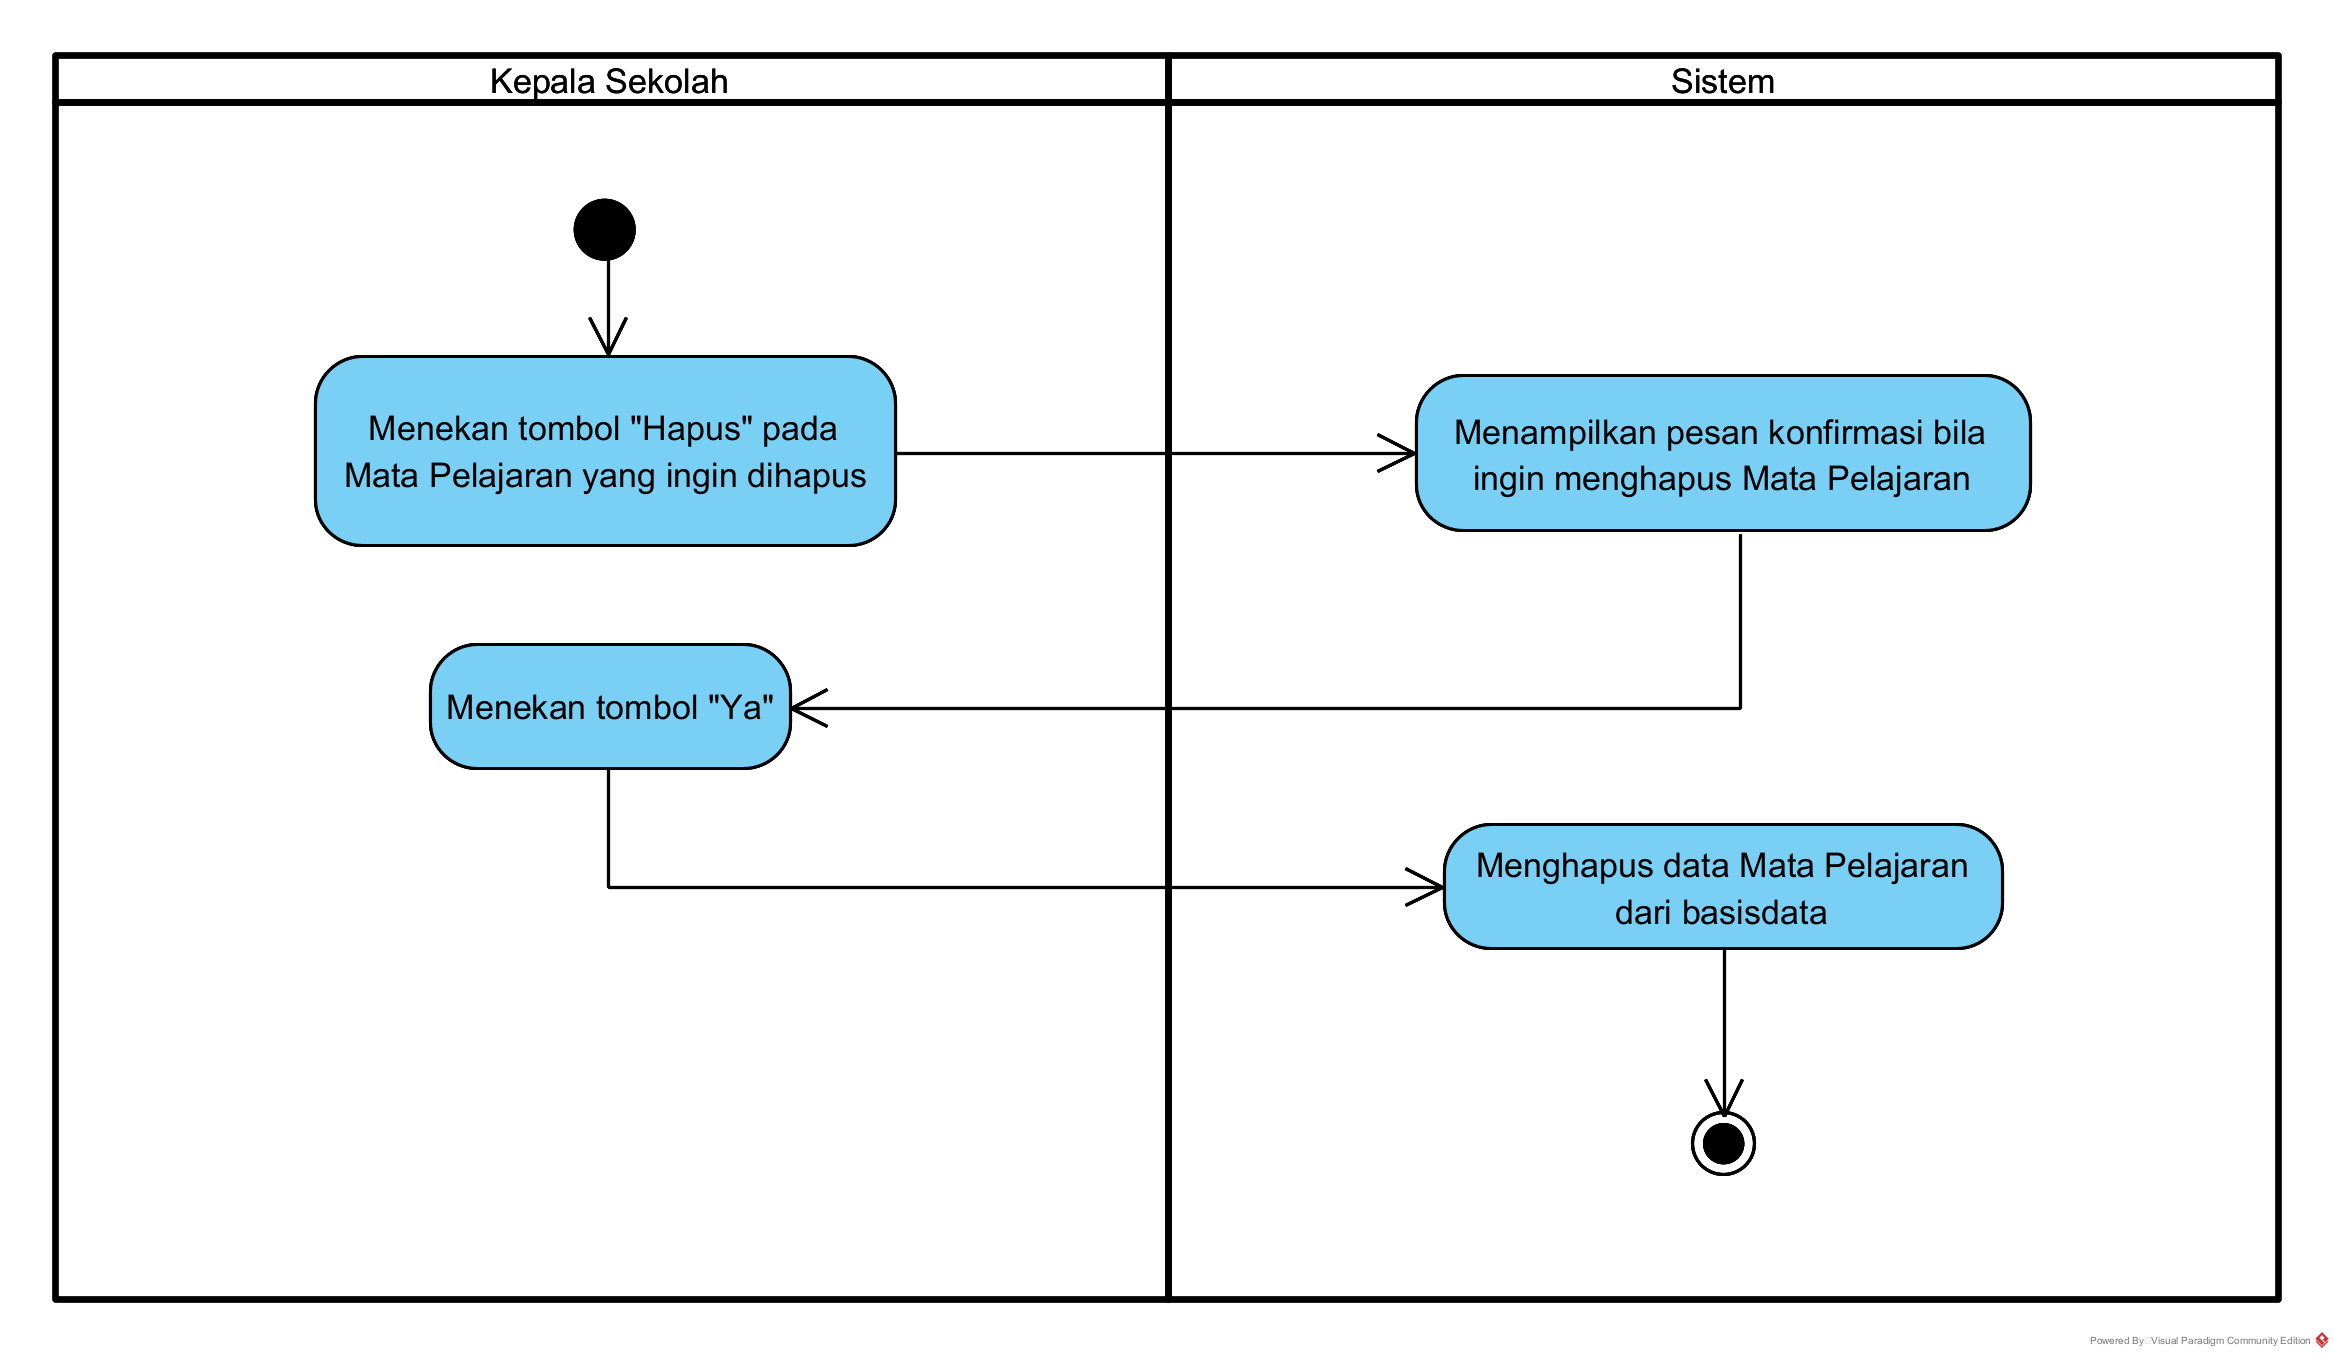 Kepala Sekolah
Sistem
Menekan tombol "Hapus" pada
Mata Pelajaran yang ingin dihapus
Menampilkan pesan konfirmasi bila
ingin menghapus Mata Pelajaran
Menekan tombol "Ya"
Menghapus data Mata Pelajaran
dari basisdata
Powered By Visual Paradigm Community Edition